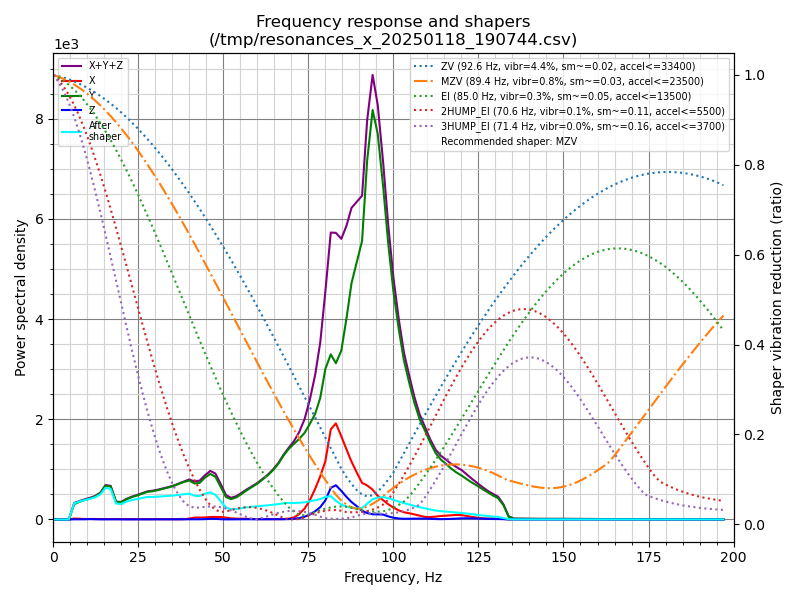 Frequency response and shapers
(/tmp/resonances_x_20250118_190744.csv)
1e3
X+Y+Z
X
Y
Z
After
shaper
ZV (92.6 Hz, vibr=4.4%, sm~=0.02, accel<=33400)
MZV (89.4 Hz, vibr=0.8%, sm~=0.03, accel<=23500)
EI (85.0 Hz, vibr=0.3%, sm~=0.05, accel<=13500)
2HUMP_EI (70.6 Hz, vibr=0.1%, sm~=0.11, accel<=5500)
3HUMP_EI (71.4 Hz, vibr=0.0%, sm~=0.16, accel<=3700)
Recommended shaper: MZV
Power spectral density
8
6
4
2
0
1.0
0.8
0.6
0.4
0.2
0.0
Shaper vibration reduction (ratio)
0 25 50 75 100 125 150 175 200
Frequency, Hz